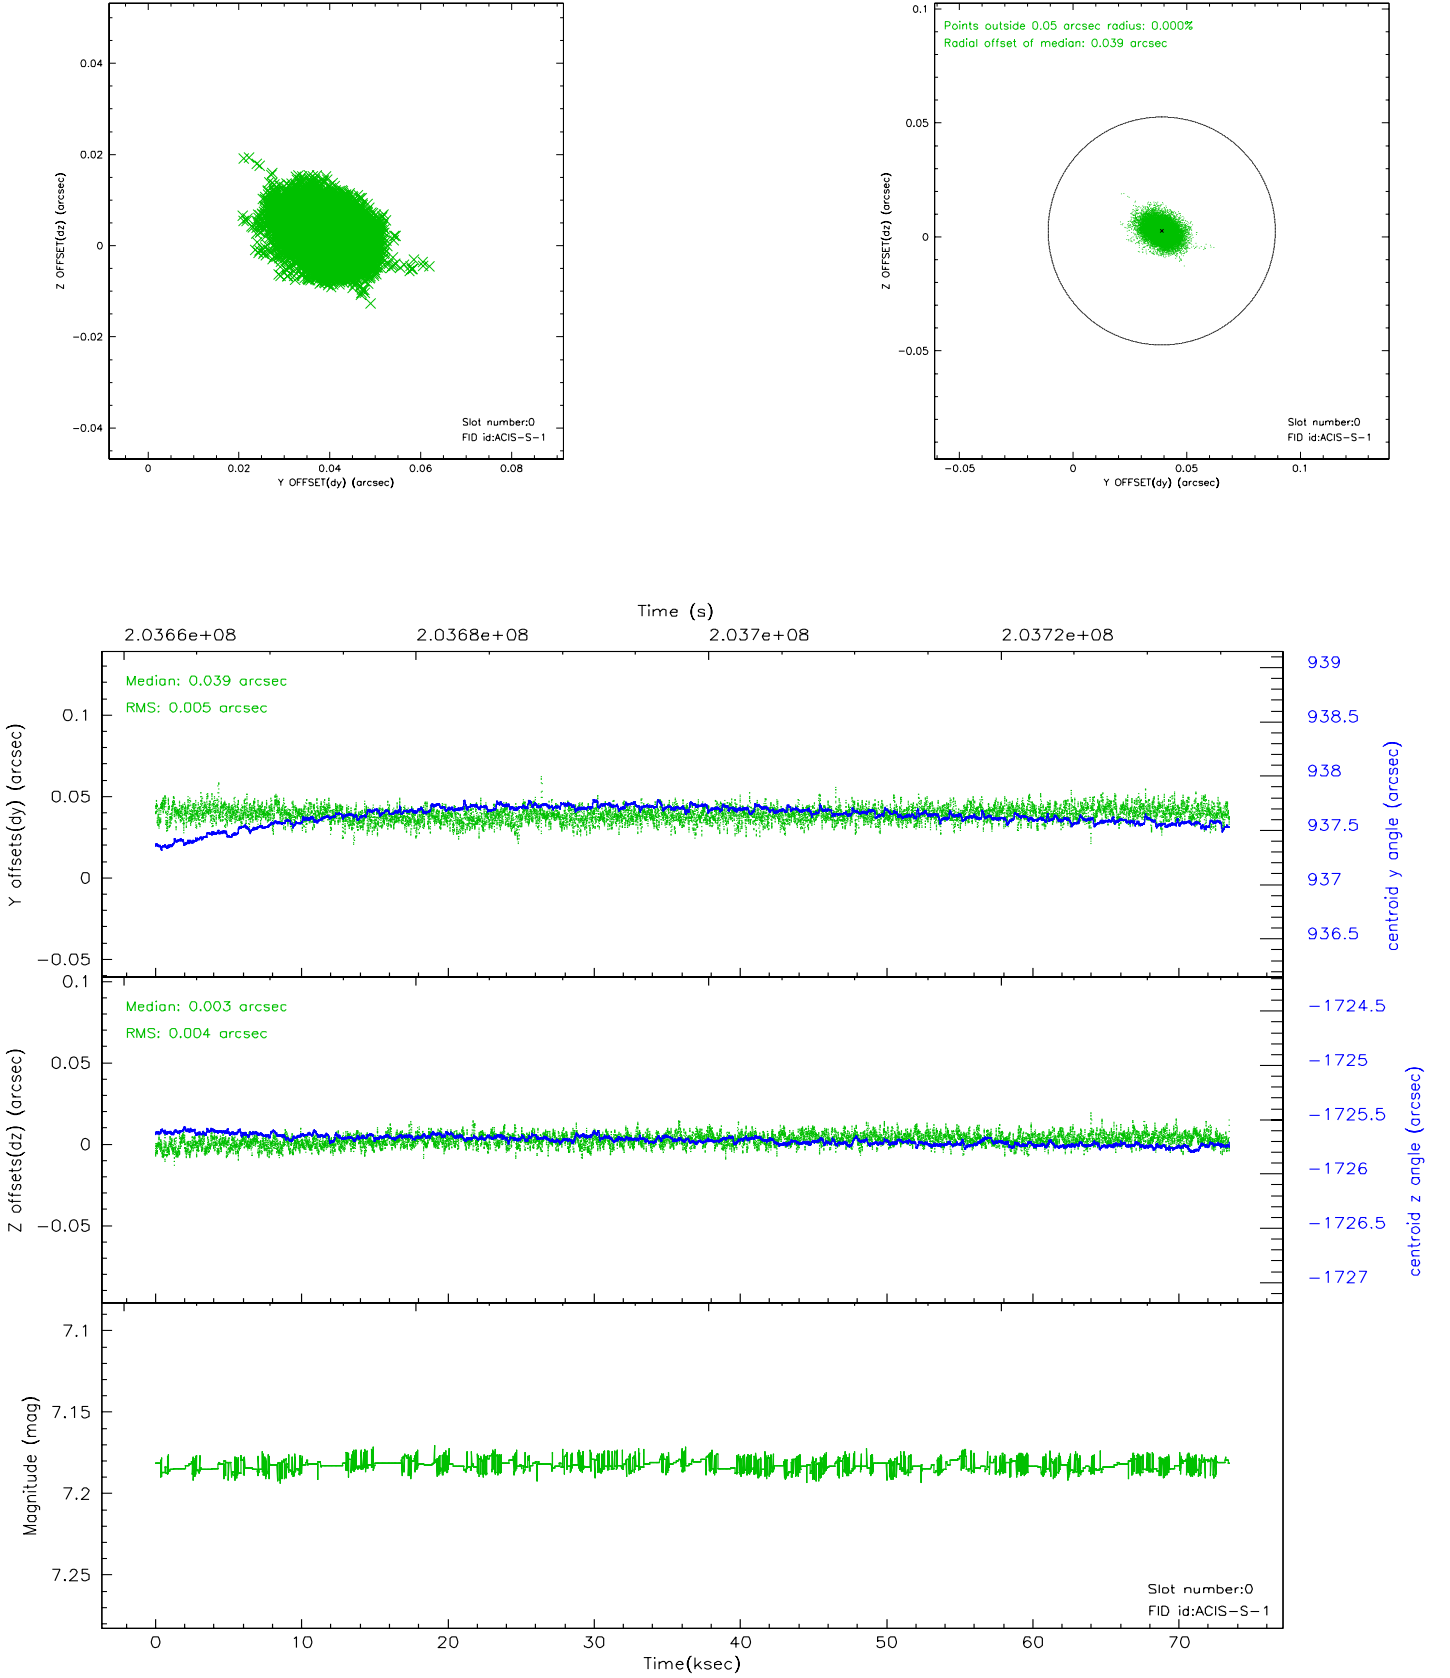 0.04
0.02
0
−0.02
−0.04
Z OFFSET(dz) (arcsec)
0
0.02
0.04
0.06
0.08
Y OFFSET(dy) (arcsec)
Slot number:0
FID id:ACIS−S−1
Points outside 0.05 arcsec radius: 0.000%
Radial offset of median: 0.039 arcsec
0.1
0.05
0
−0.05
Z OFFSET(dz) (arcsec)
−0.05
0
0.05
0.1
Y OFFSET(dy) (arcsec)
Slot number:0
FID id:ACIS−S−1
Time (s)
2.0366e+08
2.0368e+08
2.037e+08
2.0372e+08
Median: 0.039 arcsec
RMS: 0.005 arcsec
0.1
0.05
0
−0.05
Y offsets(dy) (arcsec)
939
938.5
938
937.5
937
936.5
centroid y angle (arcsec)
Median: 0.003 arcsec
RMS: 0.004 arcsec
0.1
0.05
0
−0.05
Z offsets(dz) (arcsec)
−1724.5
−1725
−1725.5
−1726
−1726.5
−1727
centroid z angle (arcsec)
7.1
7.15
7.2
7.25
Magnitude (mag)
Slot number:0
FID id:ACIS−S−1
0
10
20
30
40
50
60
70
Time(ksec)